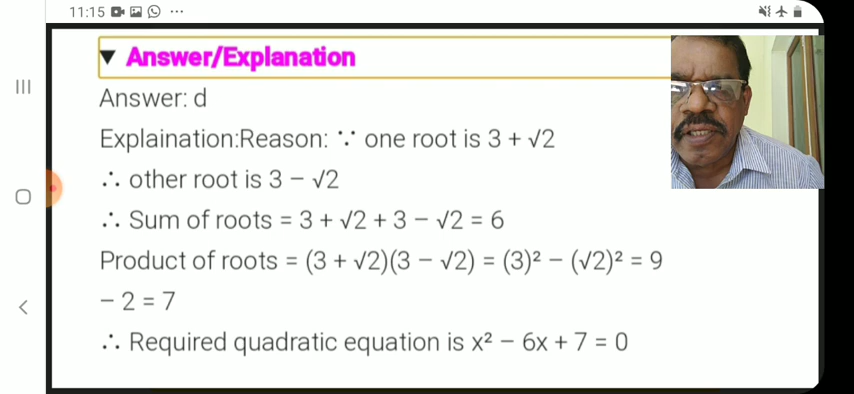 11:15
Answer/Explanation
Answer: d
Explaination:Reason: ∵ one root is 3 + √2
∴ other root is 3 − √2
∴ Sum of roots = 3 + √2 + 3 − √2 = 6
Product of roots = (3 + √2)(3 − √2) = (3)² − (√2)² = 9
− 2 = 7
∴ Required quadratic equation is x² − 6x + 7 = 0